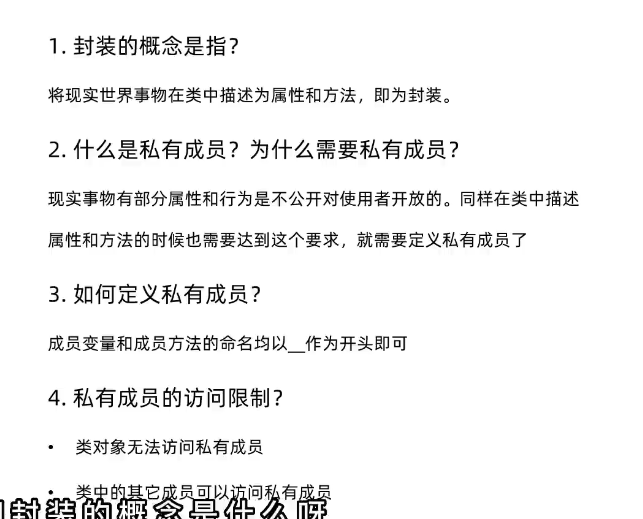 1. 封装的概念是指？
将现实世界事物在类中描述为属性和方法，即为封装。
2. 什么是私有成员？为什么需要私有成员？
现实事物有部分属性和行为是不公开对使用者开放的。同样在类中描述
属性和方法的时候也需要达到这个要求，就需要定义私有成员了
3. 如何定义私有成员？
成员变量和成员方法的命名均以__作为开头即可
4. 私有成员的访问限制？
• 类对象无法访问私有成员
• 类中的其它成员可以访问私有成员
封装的概念是什么呀